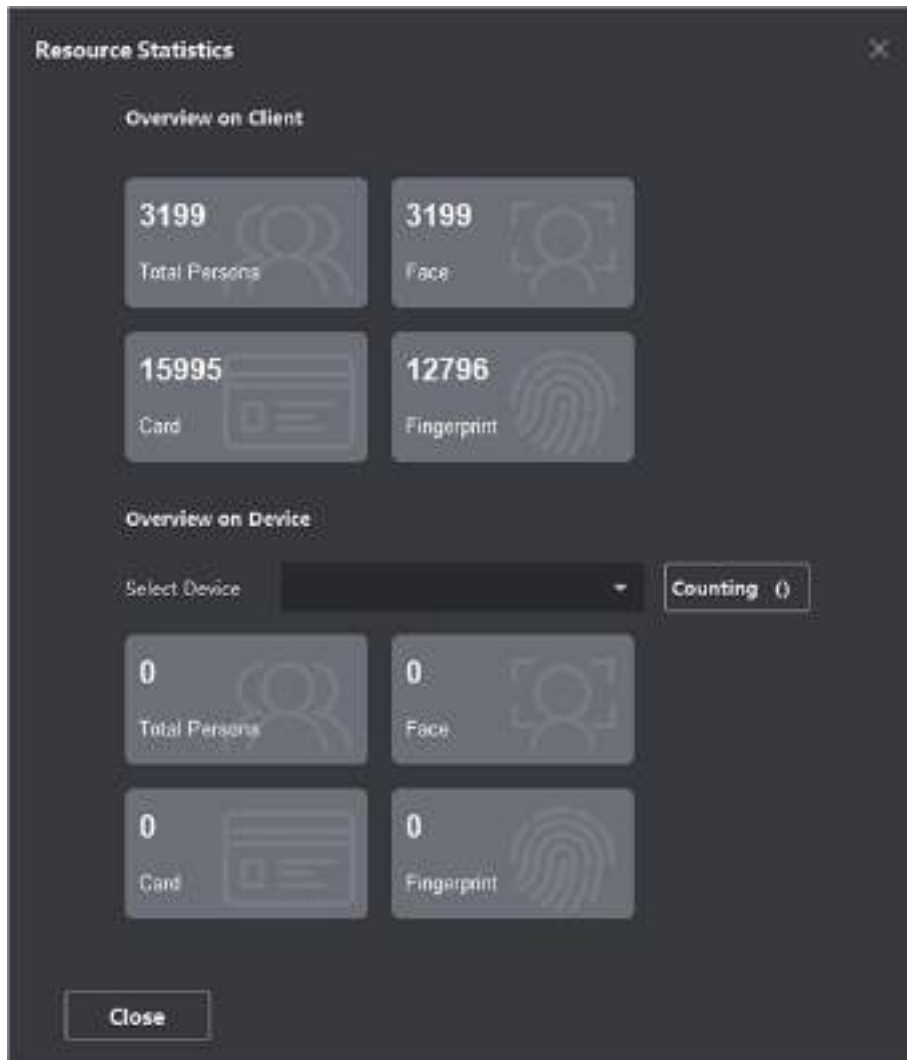 Resource Statistics
Overview on Client
3199
Total Persons
3199
Face
15995
Card
12796
Fingerprint
Overview on Device
Select Device
Counting ()
0
Total Persons
0
Face
0
Card
0
Fingerprint
Close